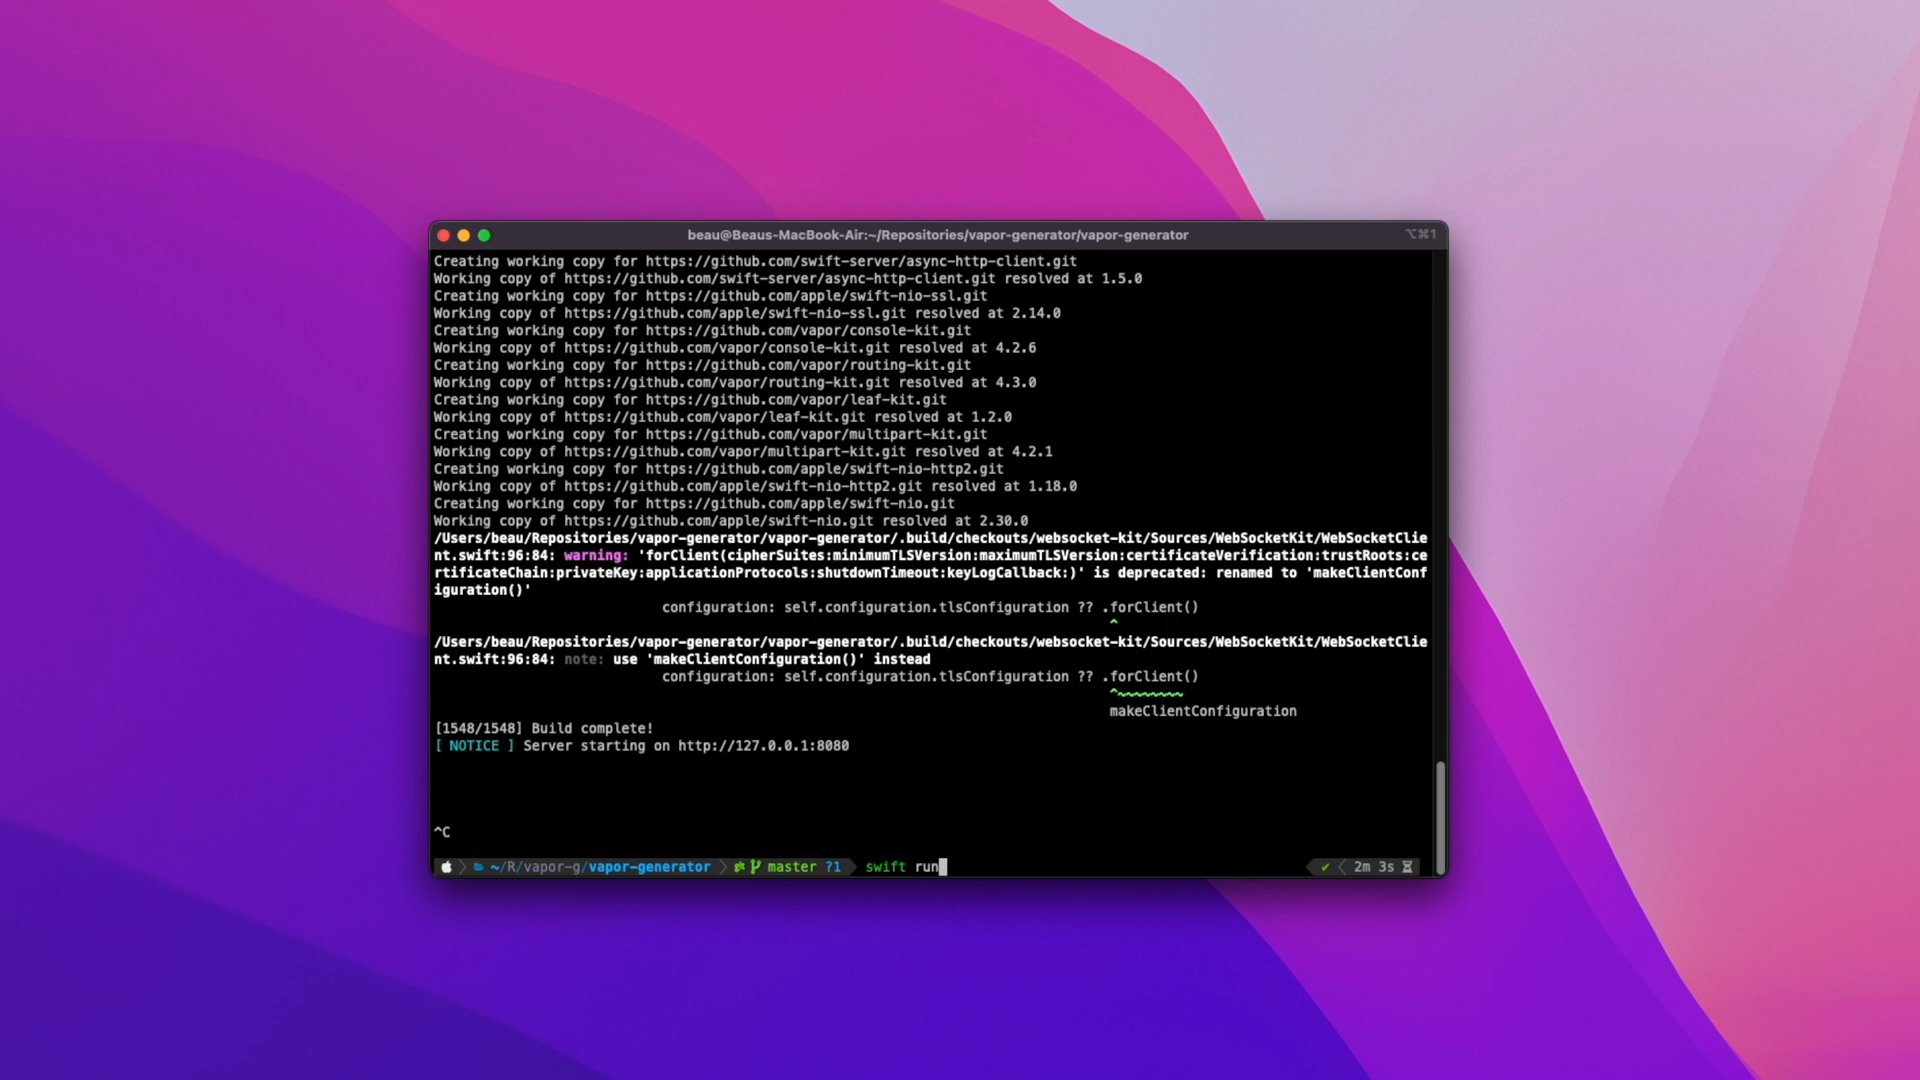 beau@Beaus-MacBook-Air:~/Repositories/vapor-generator/vapor-generator
⌥⌘1
Creating working copy for https://github.com/swift-server/async-http-client.git
Working copy of https://github.com/swift-server/async-http-client.git resolved at 1.5.0
Creating working copy for https://github.com/apple/swift-nio-ssl.git
Working copy of https://github.com/apple/swift-nio-ssl.git resolved at 2.14.0
Creating working copy for https://github.com/vapor/console-kit.git
Working copy of https://github.com/vapor/console-kit.git resolved at 4.2.6
Creating working copy for https://github.com/vapor/routing-kit.git
Working copy of https://github.com/vapor/routing-kit.git resolved at 4.3.0
Creating working copy for https://github.com/vapor/leaf-kit.git
Working copy of https://github.com/vapor/leaf-kit.git resolved at 1.2.0
Creating working copy for https://github.com/vapor/multipart-kit.git
Working copy of https://github.com/vapor/multipart-kit.git resolved at 4.2.1
Creating working copy for https://github.com/apple/swift-nio-http2.git
Working copy of https://github.com/apple/swift-nio-http2.git resolved at 1.18.0
Creating working copy for https://github.com/apple/swift-nio.git
Working copy of https://github.com/apple/swift-nio.git resolved at 2.30.0
/Users/beau/Repositories/vapor-generator/vapor-generator/.build/checkouts/websocket-kit/Sources/WebSocketKit/WebSocketClie
nt.swift:96:84: warning: 'forClient(cipherSuites:minimumTLSVersion:maximumTLSVersion:certificateVerification:trustRoots:ce
rtificateChain:privateKey:applicationProtocols:shutdownTimeout:keyLogCallback:)' is deprecated: renamed to 'makeClientConf
iguration()'
configuration: self.configuration.tlsConfiguration ?? .forClient()
^
/Users/beau/Repositories/vapor-generator/vapor-generator/.build/checkouts/websocket-kit/Sources/WebSocketKit/WebSocketClie
nt.swift:96:84: note: use 'makeClientConfiguration()' instead
configuration: self.configuration.tlsConfiguration ?? .forClient()
^~~~~~~~~
makeClientConfiguration
[1548/1548] Build complete!
[ NOTICE ] Server starting on http://127.0.0.1:8080
^C
~/R/vapor-g/vapor-generator master ?1 swift run ✔ 2m 3s